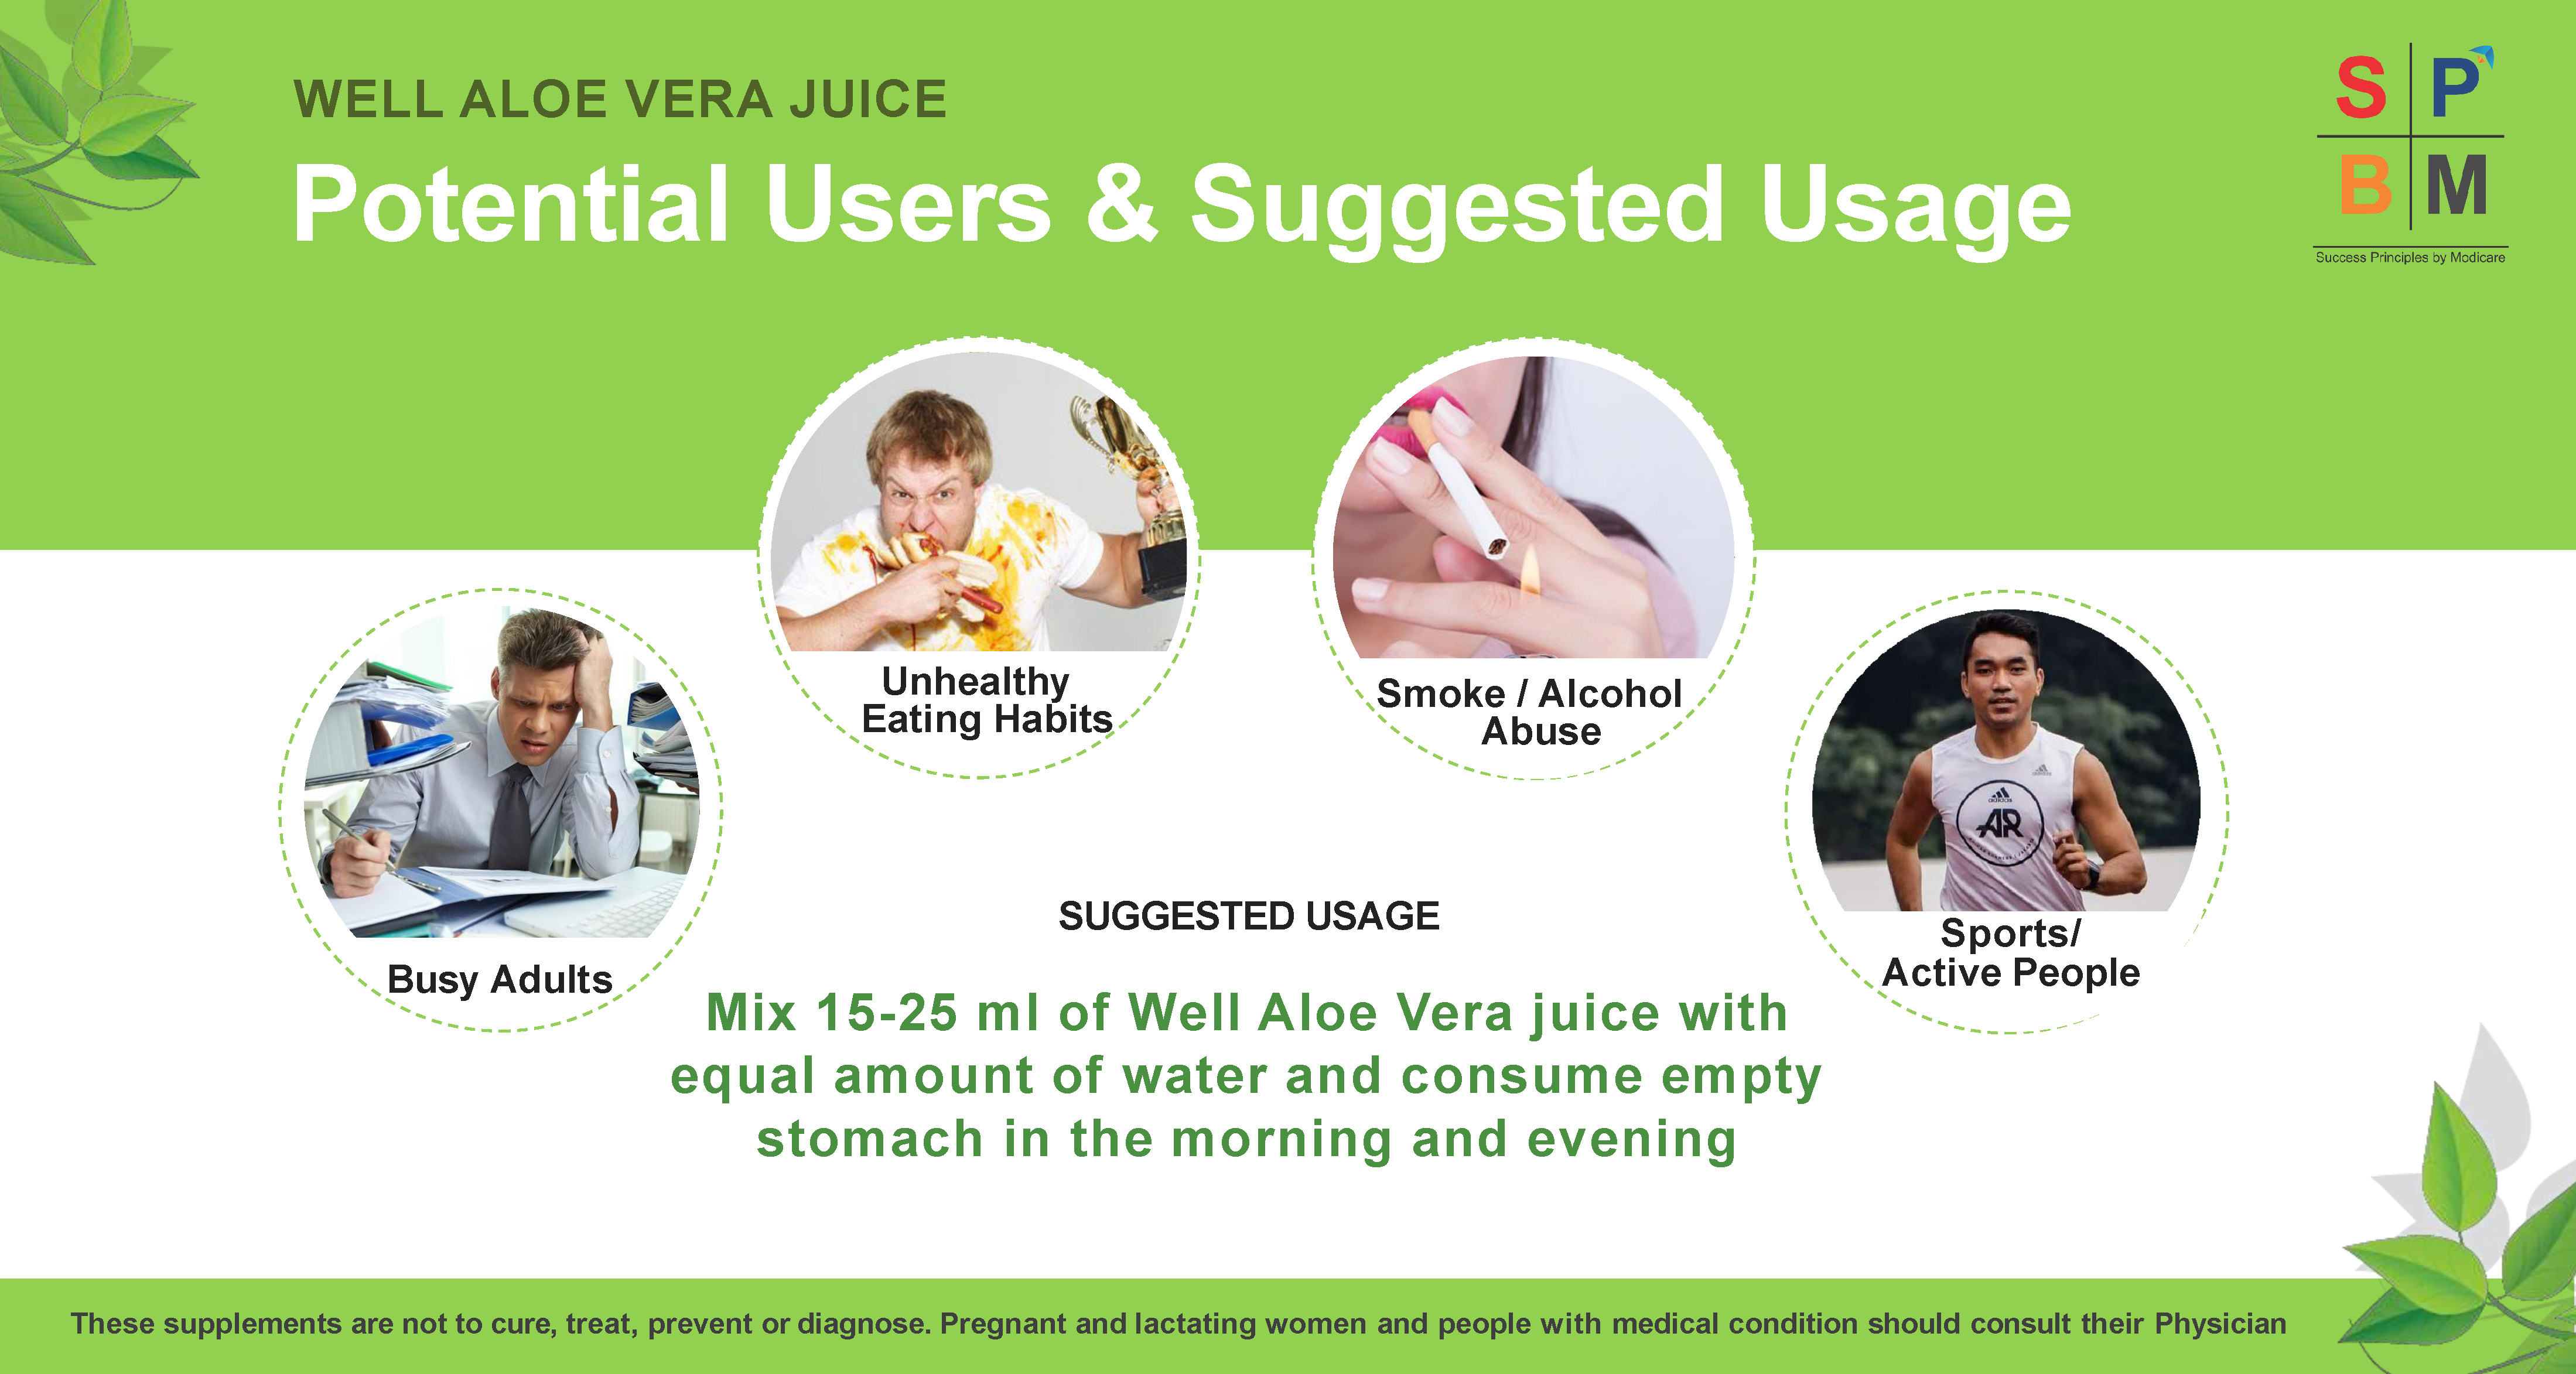 WELL ALOE VERA JUICE
Potential Users & Suggested Usage
S P
B M
Success Principles by Modicare
Unhealthy
Eating Habits
Smoke / Alcohol
Abuse
Busy Adults
adidas
AR
Sports/
Active People
SUGGESTED USAGE
Mix 15-25 ml of Well Aloe Vera juice with
equal amount of water and consume empty
stomach in the morning and evening
These supplements are not to cure, treat, prevent or diagnose. Pregnant and lactating women and people with medical condition should consult their Physician